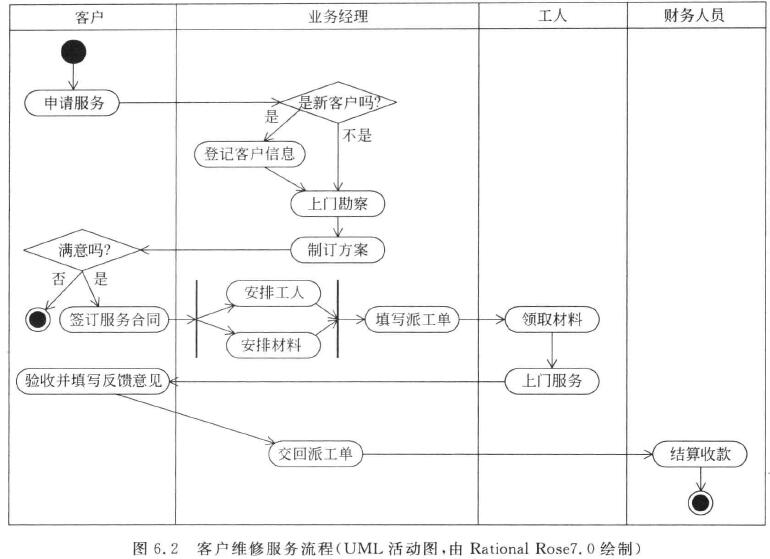 客户
业务经理
工人
财务人员
申请服务
是新客户吗?
是
不是
登记客户信息
上门勘察
制订方案
满意吗?
否
是
签订服务合同
安排工人
安排材料
填写派工单
领取材料
上门服务
验收并填写反馈意见
交回派工单
结算收款
图 6.2 客户维修服务流程(UML 活动图,由 Rational Rose7.0 绘制)